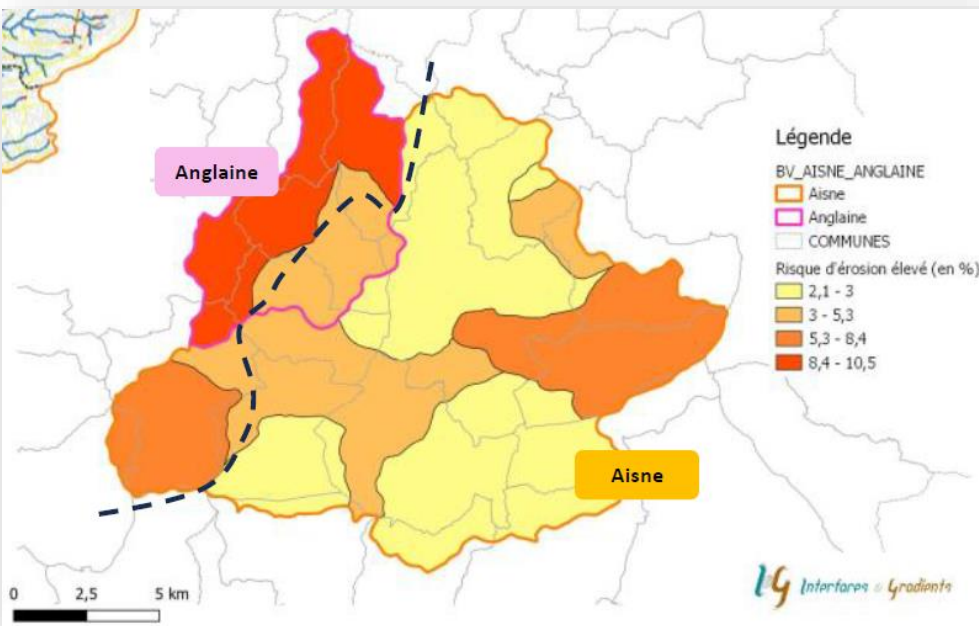 Anglaine
Légende
BV_AISNE_ANGLAINE
Aisne
Anglaine
COMMUNES
Risque d'érosion élevé (en %)
2,1 - 3
3 - 5,3
5,3 - 8,4
8,4 - 10,5
Aisne
0 2,5 5 km
I&G Interfaces & Gradients